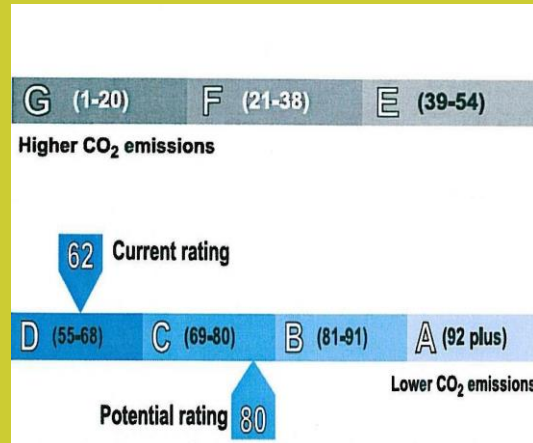 G (1-20) F (21-38) E (39-54)
Higher CO₂ emissions
62 Current rating
D (55-68) C (69-80) B (81-91) A (92 plus)
Lower CO₂ emissions
Potential rating 80